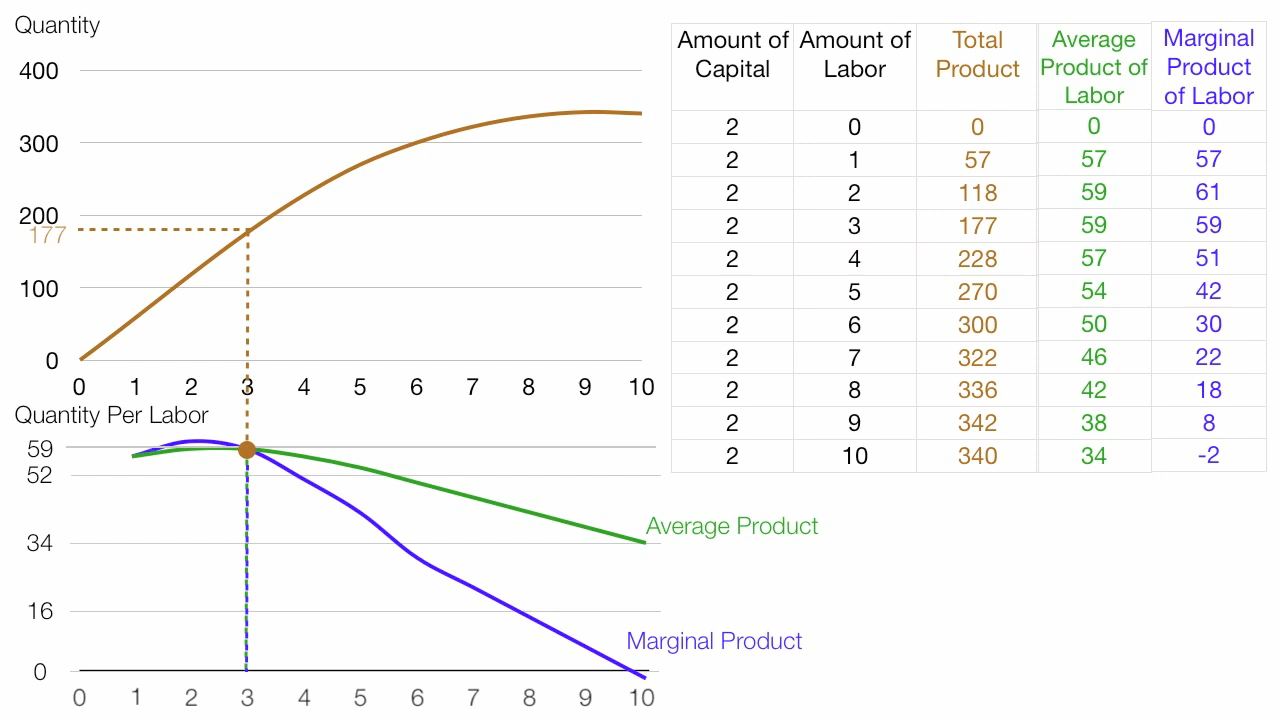 Quantity
400
300
200
177
100
0
0 1 2 3 4 5 6 7 8 9 10
Quantity Per Labor
59
52
34
16
0
0 1 2 3 4 5 6 7 8 9 10
Average Product
Marginal Product
Amount of Capital Amount of Labor Total Product Average Product of Labor Marginal Product of Labor
2 0 0 0 0
2 1 57 57 57
2 2 118 59 61
2 3 177 59 59
2 4 228 57 51
2 5 270 54 42
2 6 300 50 30
2 7 322 46 22
2 8 336 42 18
2 9 342 38 8
2 10 340 34 -2